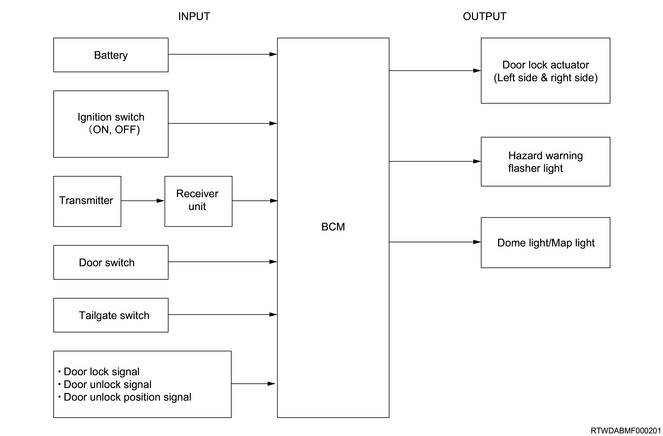 INPUT
OUTPUT
Battery
Ignition switch
（ON, OFF)
Transmitter
Receiver
unit
Door switch
Tailgate switch
・Door lock signal
・Door unlock signal
・Door unlock position signal
BCM
Door lock actuator
(Left side & right side)
Hazard warning
flasher light
Dome light/Map light
RTWDABMF000201